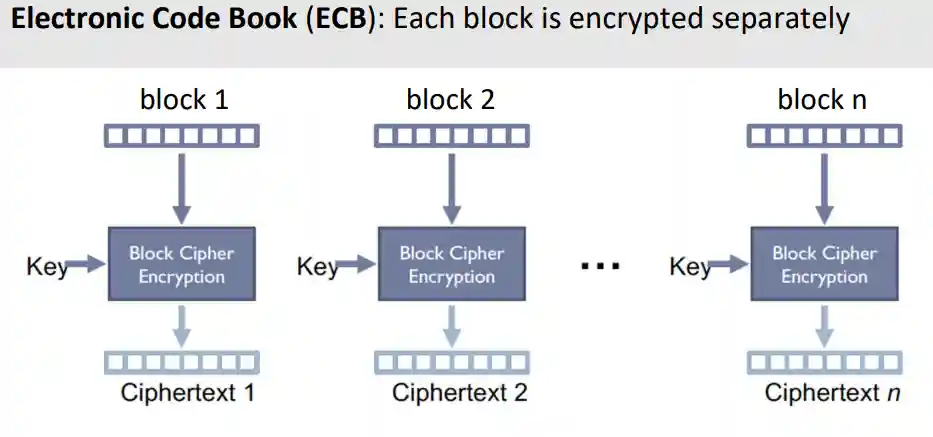 Electronic Code Book (ECB): Each block is encrypted separately
block 1
block 2
block n
Key
Block Cipher
Encryption
Key
Block Cipher
Encryption
...
Key
Block Cipher
Encryption
Ciphertext 1
Ciphertext 2
Ciphertext n